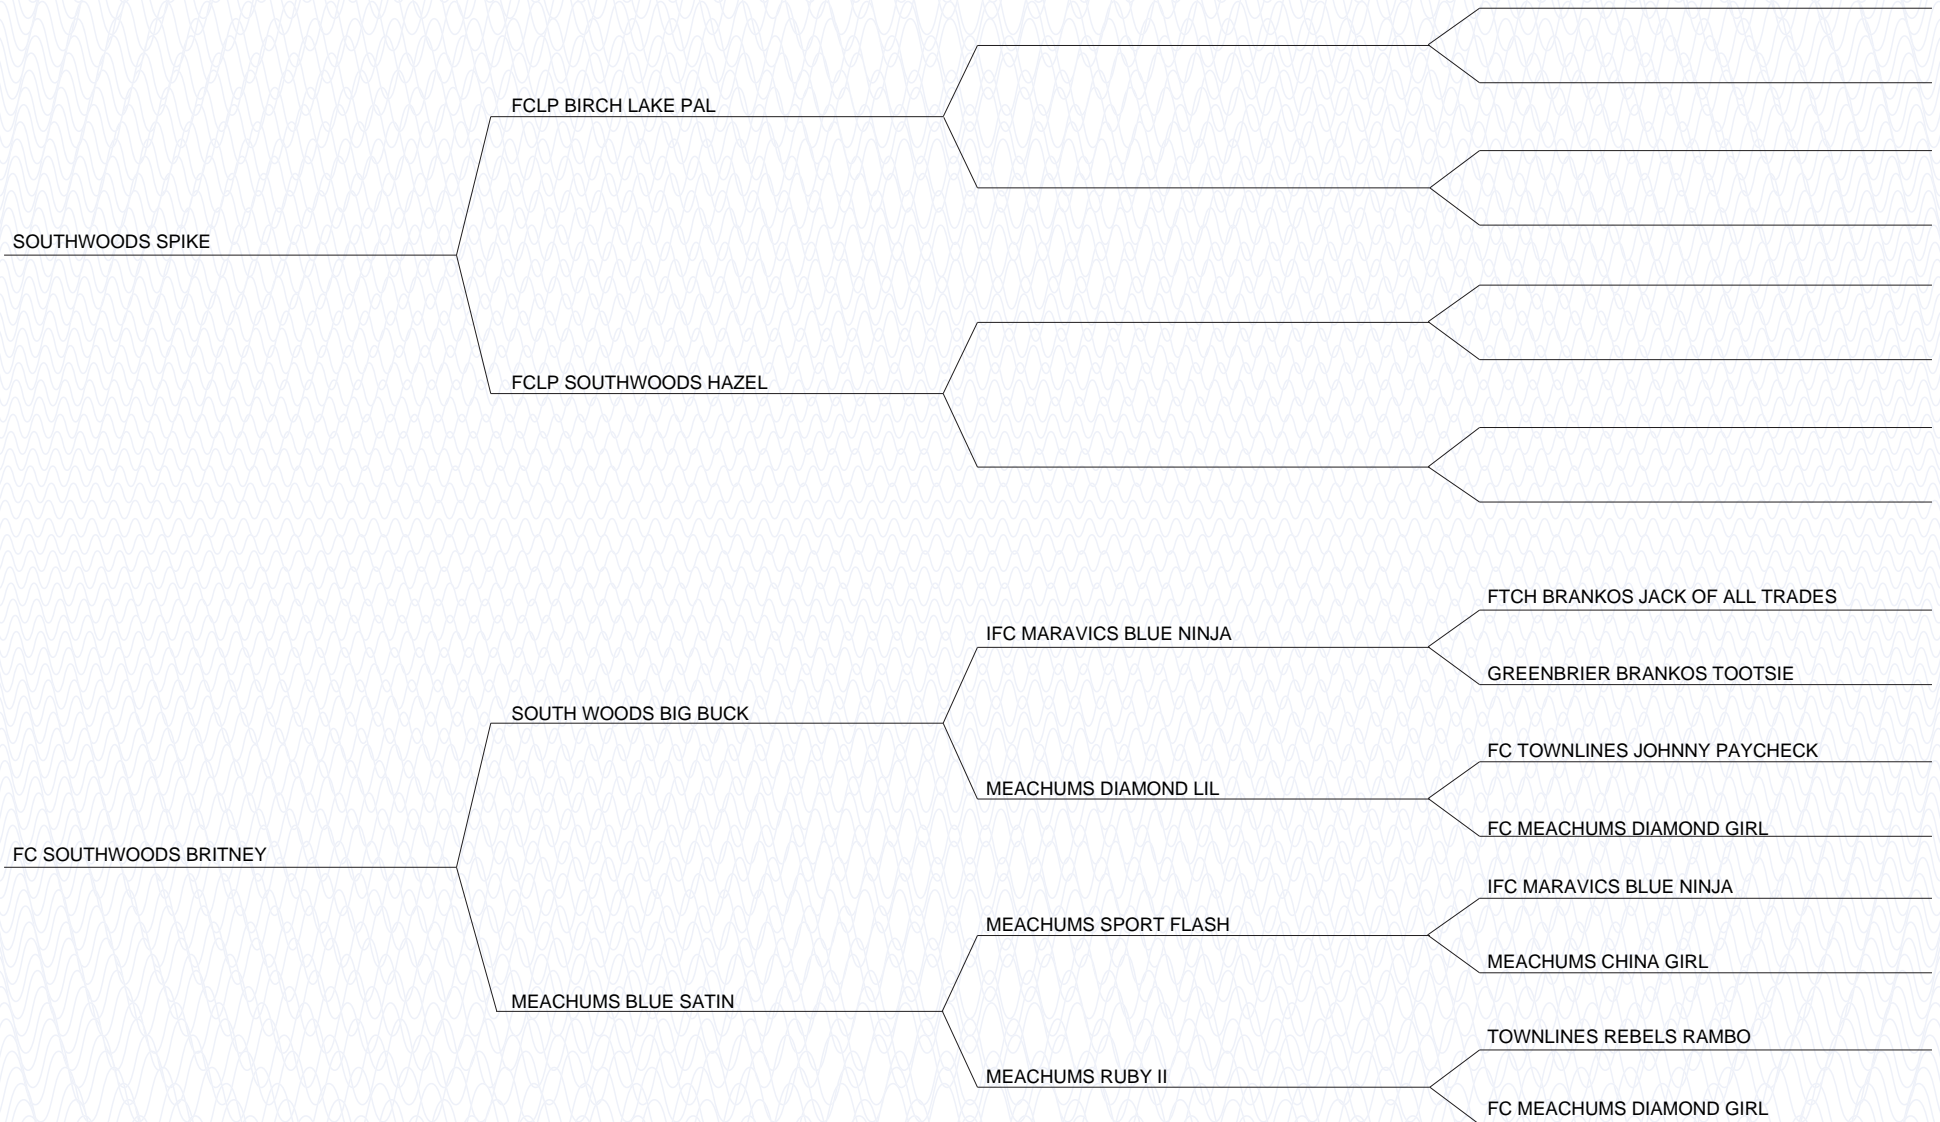 FCLP BIRCH LAKE PAL
SOUTHWOODS SPIKE
FCLP SOUTHWOODS HAZEL
FTCH BRANKOS JACK OF ALL TRADES
IFC MARAVICS BLUE NINJA
GREENBRIER BRANKOS TOOTSIE
SOUTH WOODS BIG BUCK
FC TOWNLINES JOHNNY PAYCHECK
MEACHUMS DIAMOND LIL
FC MEACHUMS DIAMOND GIRL
FC SOUTHWOODS BRITNEY
IFC MARAVICS BLUE NINJA
MEACHUMS SPORT FLASH
MEACHUMS CHINA GIRL
MEACHUMS BLUE SATIN
TOWNLINES REBELS RAMBO
MEACHUMS RUBY II
FC MEACHUMS DIAMOND GIRL